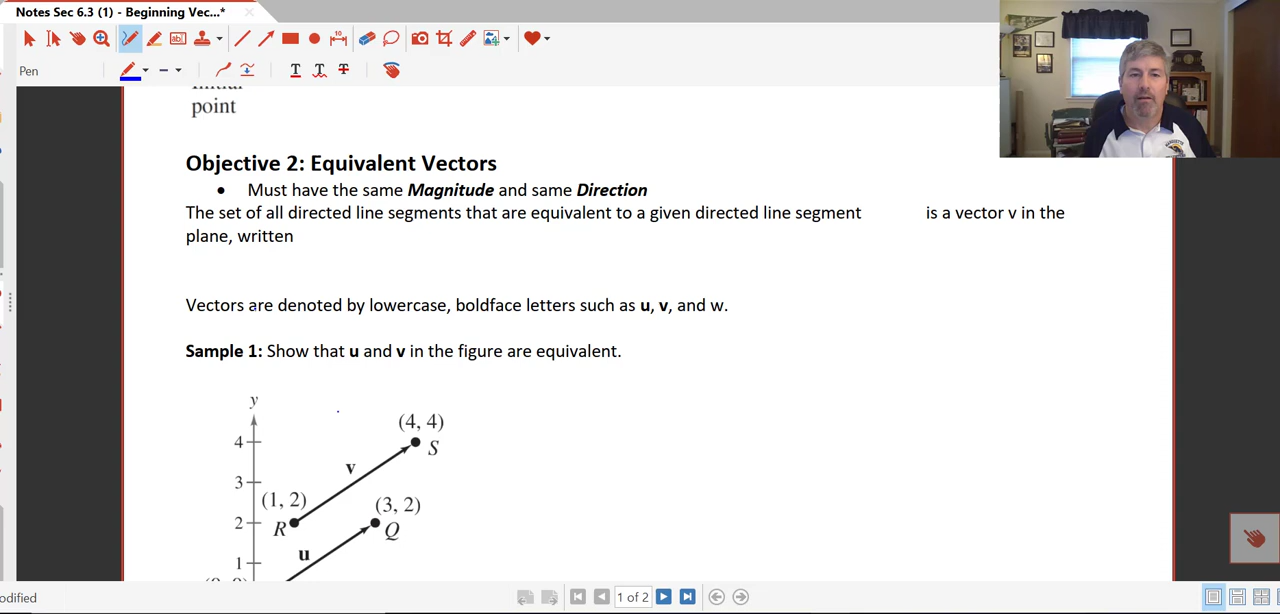 Notes Sec 6.3 (1) - Beginning Vec...*
Pen
point
Objective 2: Equivalent Vectors
• Must have the same Magnitude and same Direction
The set of all directed line segments that are equivalent to a given directed line segment is a vector v in the
plane, written
Vectors are denoted by lowercase, boldface letters such as u, v, and w.
Sample 1: Show that u and v in the figure are equivalent.
y
(4, 4)
4
S
v
3
(1, 2)
(3, 2)
2
R
Q
u
1
odified
1 of 2